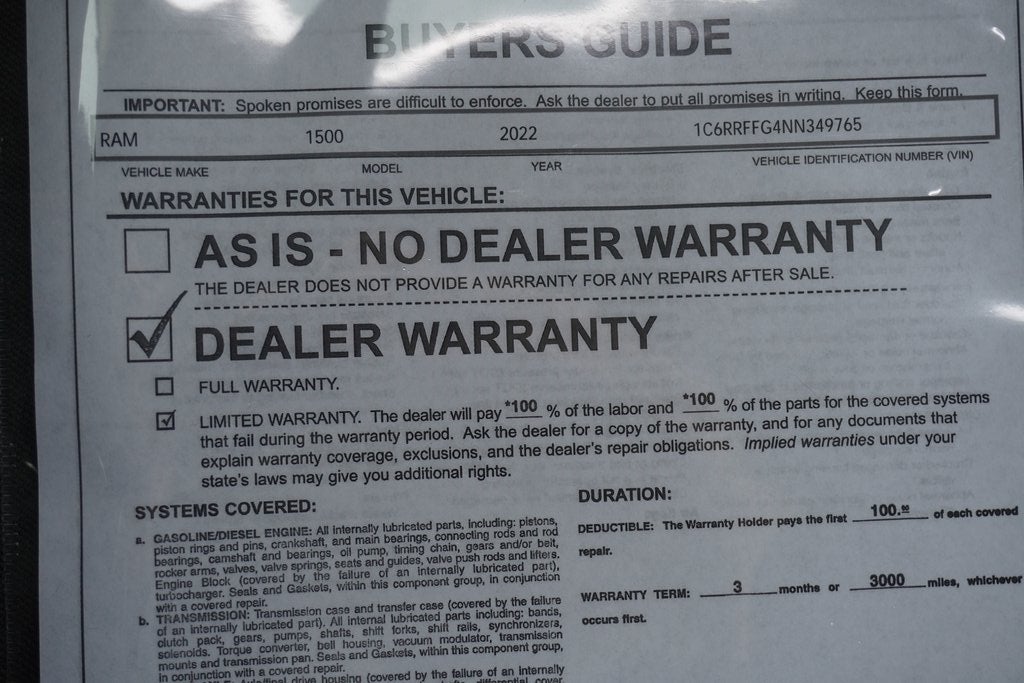 BUYERS GUIDE
IMPORTANT: Spoken promises are difficult to enforce. Ask the dealer to put all promises in writing. Keep this form.
RAM 1500 2022 1C6RRFFG4NN349765
VEHICLE MAKE MODEL YEAR VEHICLE IDENTIFICATION NUMBER (VIN)
WARRANTIES FOR THIS VEHICLE:
AS IS - NO DEALER WARRANTY
THE DEALER DOES NOT PROVIDE A WARRANTY FOR ANY REPAIRS AFTER SALE.
DEALER WARRANTY
FULL WARRANTY.
LIMITED WARRANTY. The dealer will pay *100 % of the labor and *100 % of the parts for the covered systems
that fail during the warranty period. Ask the dealer for a copy of the warranty, and for any documents that
explain warranty coverage, exclusions, and the dealer's repair obligations. Implied warranties under your
state's laws may give you additional rights.
SYSTEMS COVERED:
a. GASOLINE/DIESEL ENGINE: All internally lubricated parts, including: pistons,
piston rings and pins, crankshaft, and main bearings, connecting rods and rod
bearings, camshaft and bearings, oil pump, timing chain, gears and/or belt,
rocker arms, valves, valve springs, seats and guides, valve push rods and lifters.
Engine Block (covered by the failure of an internally lubricated part),
turbocharger. Seals and Gaskets, within this component group, in conjunction
with a covered repair.
b. TRANSMISSION: Transmission case and transfer case (covered by the failure
of an internally lubricated part). All internal lubricated parts including: bands,
clutch pack, gears, pumps, shafts, shift forks, shift rails, synchronizers,
solenoids. Torque converter, bell housing, vacuum modulator, transmission
mounts and transmission pan. Seals and Gaskets, within this component group,
in conjunction with a covered repair.
drive housing (covered by the failure of an internally
differential cover
DURATION:
DEDUCTIBLE: The Warranty Holder pays the first 100.00 of each covered
repair.
WARRANTY TERM: 3 months or 3000 miles, whichever
occurs first.